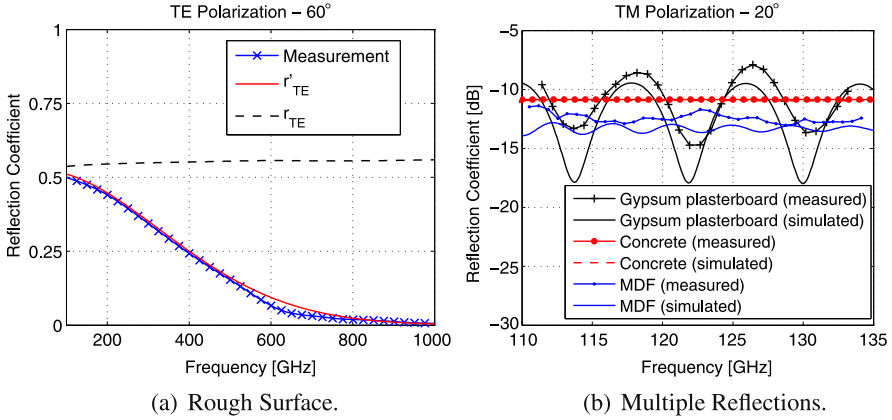 TE Polarization – 60°
Reflection Coefficient
1
0.75
0.5
0.25
0
200
400
600
800
1000
Frequency [GHz]
Measurement
r'TE
rTE
(a) Rough Surface.
TM Polarization – 20°
Reflection Coefficient [dB]
−5
−10
−15
−20
−25
−30
110
115
120
125
130
135
Frequency [GHz]
Gypsum plasterboard (measured)
Gypsum plasterboard (simulated)
Concrete (measured)
Concrete (simulated)
MDF (measured)
MDF (simulated)
(b) Multiple Reflections.